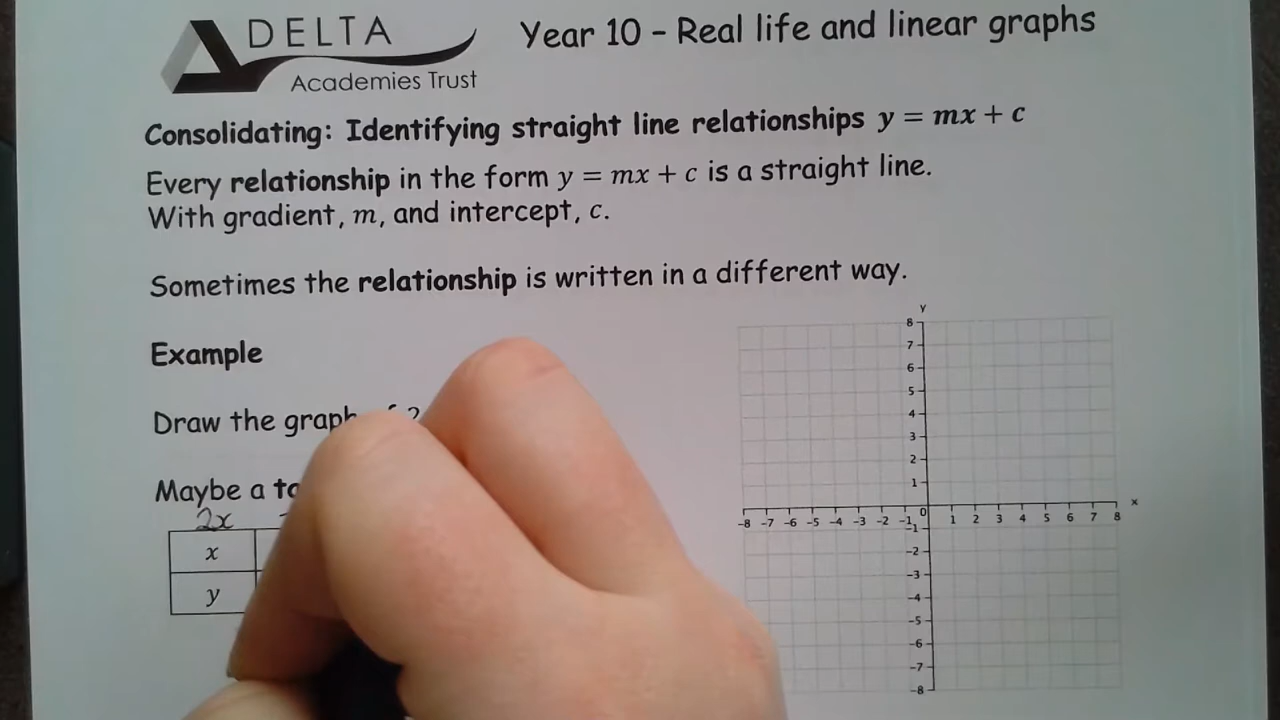 DELTA
Academies Trust
Year 10 - Real life and linear graphs
Consolidating: Identifying straight line relationships y = mx + c
Every relationship in the form y = mx + c is a straight line.
With gradient, m, and intercept, c.
Sometimes the relationship is written in a different way.
Example
Draw the graph of 2
Maybe a
2x
x
y
y
8
7
6
5
4
3
2
1
-8 -7 -6 -5 -4 -3 -2 -1 0 1 2 3 4 5 6 7 8 x
-1
-2
-3
-4
-5
-6
-7
-8